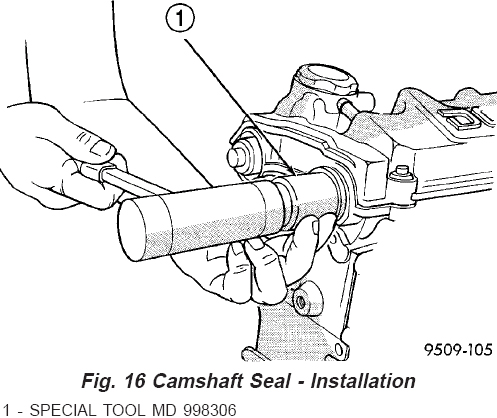 1
9509-105
Fig. 16 Camshaft Seal - Installation
1 - SPECIAL TOOL MD 998306